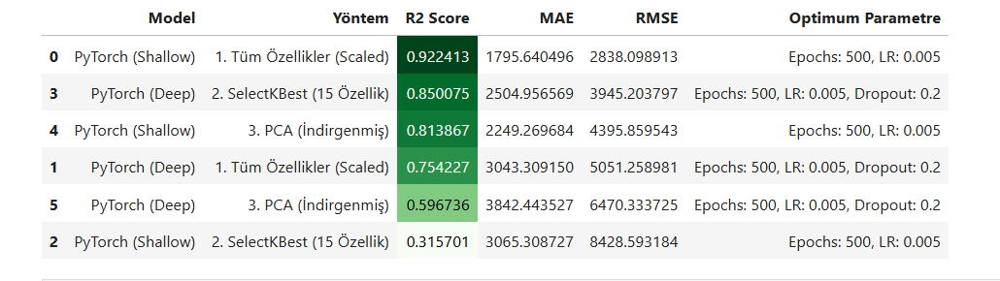 Model Yöntem R2 Score MAE RMSE Optimum Parametre
0 PyTorch (Shallow) 1. Tüm Özellikler (Scaled) 0.922413 1795.640496 2838.098913 Epochs: 500, LR: 0.005
3 PyTorch (Deep) 2. SelectKBest (15 Özellik) 0.850075 2504.956569 3945.203797 Epochs: 500, LR: 0.005, Dropout: 0.2
4 PyTorch (Shallow) 3. PCA (İndirgenmiş) 0.813867 2249.269684 4395.859543 Epochs: 500, LR: 0.005
1 PyTorch (Deep) 1. Tüm Özellikler (Scaled) 0.754227 3043.309150 5051.258981 Epochs: 500, LR: 0.005, Dropout: 0.2
5 PyTorch (Deep) 3. PCA (İndirgenmiş) 0.596736 3842.443527 6470.333725 Epochs: 500, LR: 0.005, Dropout: 0.2
2 PyTorch (Shallow) 2. SelectKBest (15 Özellik) 0.315701 3065.308727 8428.593184 Epochs: 500, LR: 0.005